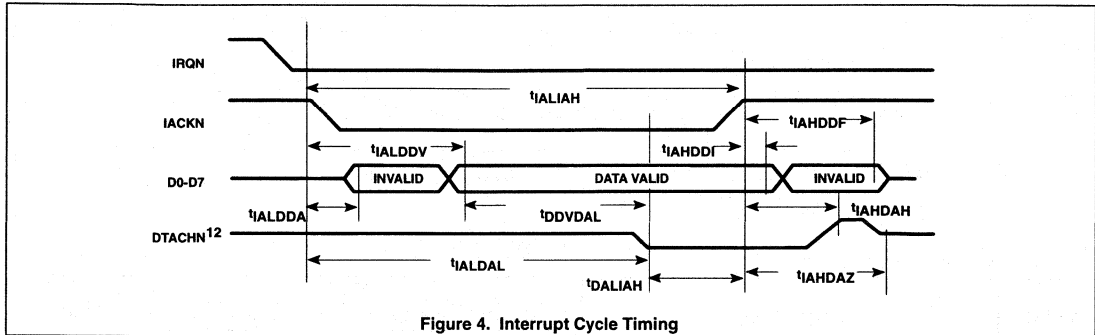 IRQN
tIALIAH
IACKN
tIAHDDF
tIALDDV
tIAHDDI
D0-D7
INVALID
DATA VALID
INVALID
tIALDDA
tDDVDAL
tIAHDAH
DTACHN12
tIALDAL
tDALIAH
tIAHDAZ
Figure 4. Interrupt Cycle Timing